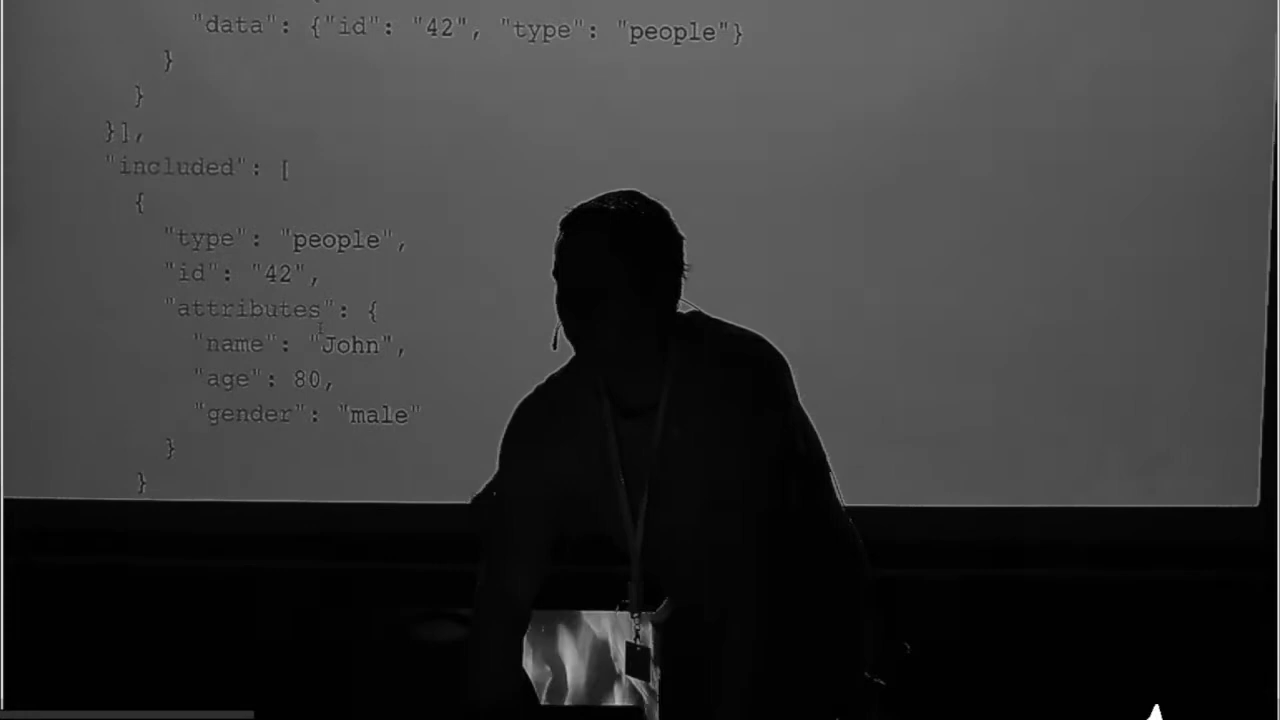 "data": {"id": "42", "type": "people"}
}
}
}],
"included": [
{
"type": "people",
"id": "42",
"attributes": {
"name": "John",
"age": 80,
"gender": "male"
}
}